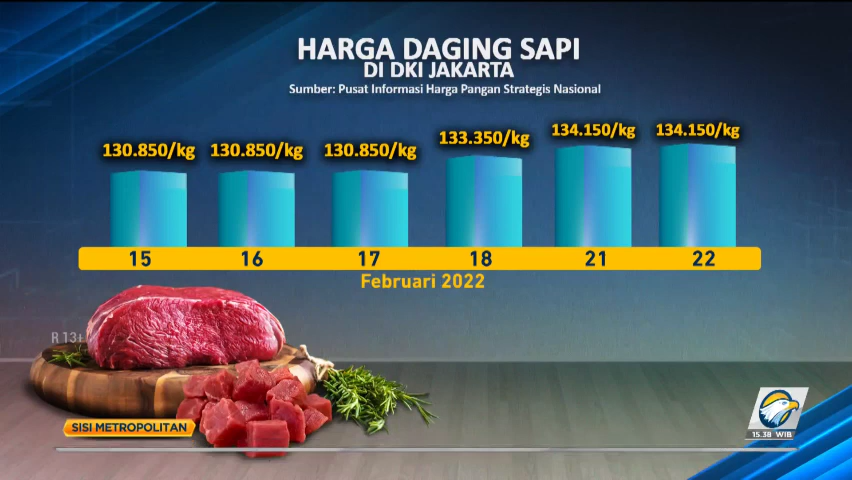 HARGA DAGING SAPI
DI DKI JAKARTA
Sumber: Pusat Informasi Harga Pangan Strategis Nasional
130.850/kg 130.850/kg 130.850/kg 133.350/kg 134.150/kg 134.150/kg
15 16 17 18 21 22
Februari 2022
R 13+
SISI METROPOLITAN
15.38 WIB